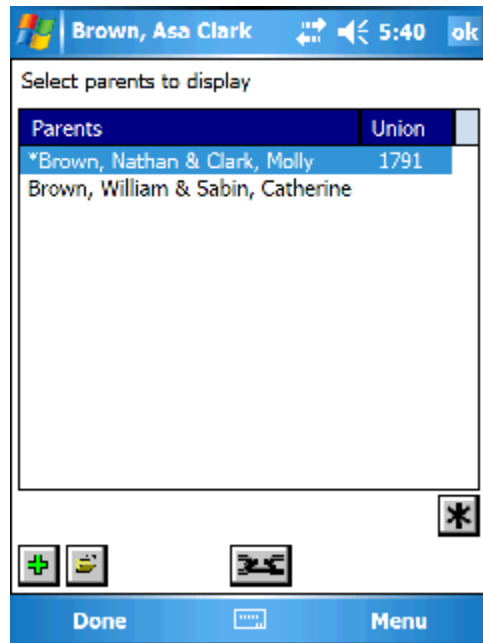 Brown, Asa Clark 5:40 ok
Select parents to display
Parents Union
*Brown, Nathan & Clark, Molly 1791
Brown, William & Sabin, Catherine
Done Menu